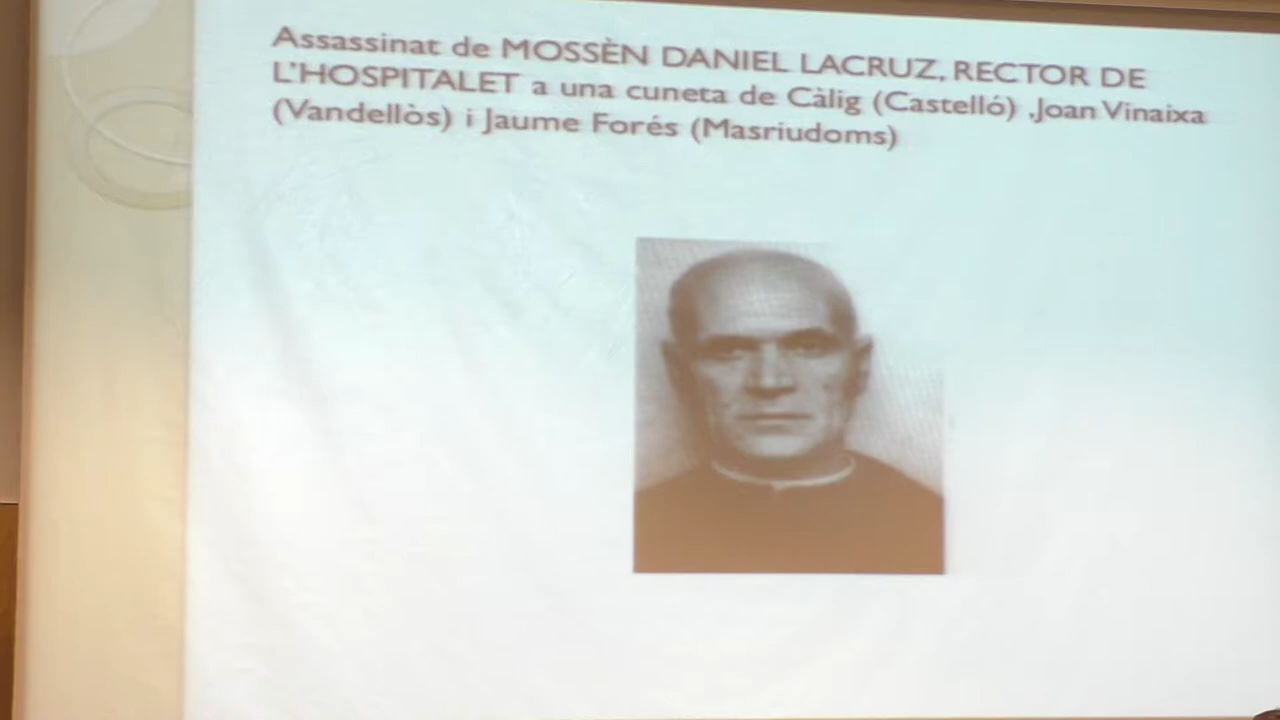 Assassinat de MOSSÈN DANIEL LACRUZ, RECTOR DE
L'HOSPITALET a una cuneta de Càlig (Castelló) .Joan Vinaixa
(Vandellòs) i Jaume Forés (Masriudoms)